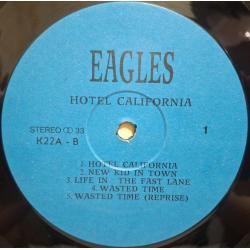 EAGLES
HOTEL CALIFORNIA
STEREO 33
K22A - B
1
1. HOTEL CALIFORNIA
2. NEW KID IN TOWN
3. LIFE IN THE FAST LANE
4. WASTED TIME
5. WASTED TIME (REPRISE)